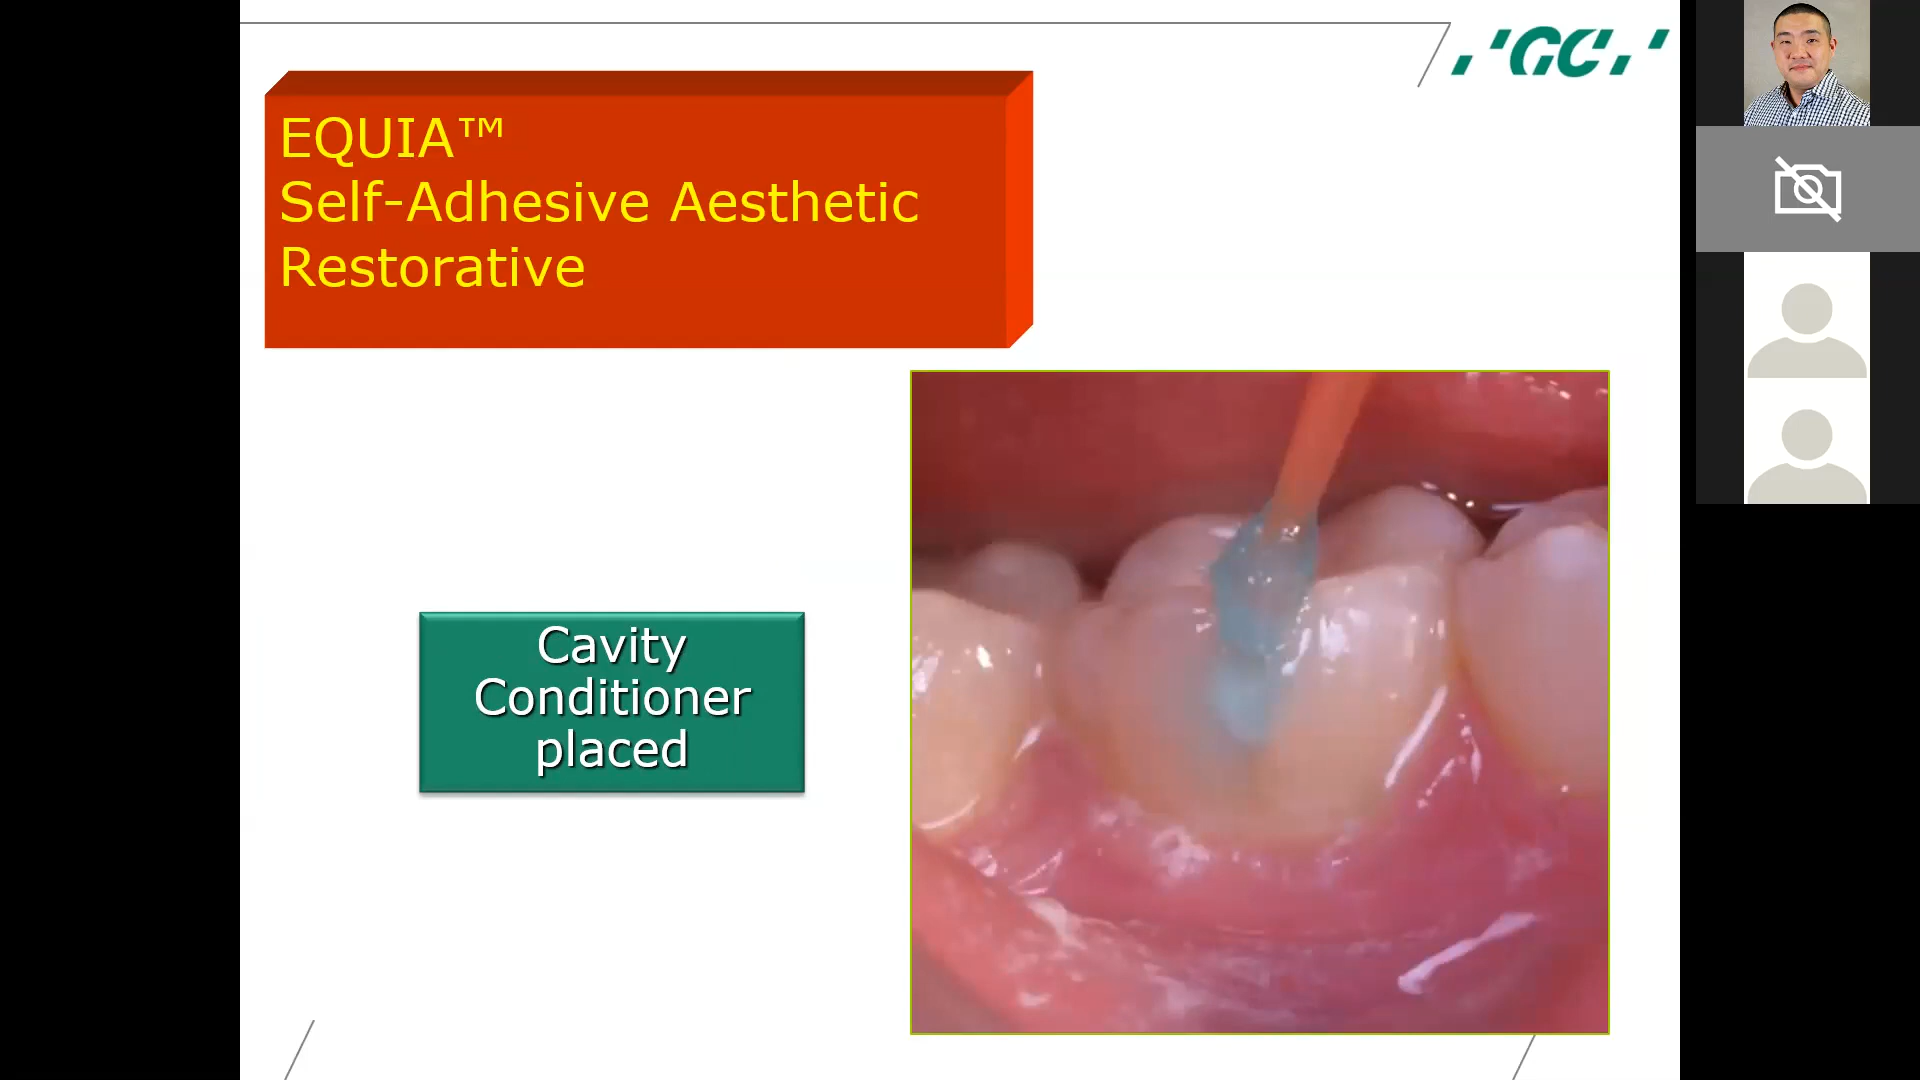 GC
EQUIA™
Self-Adhesive Aesthetic
Restorative
Cavity
Conditioner
placed